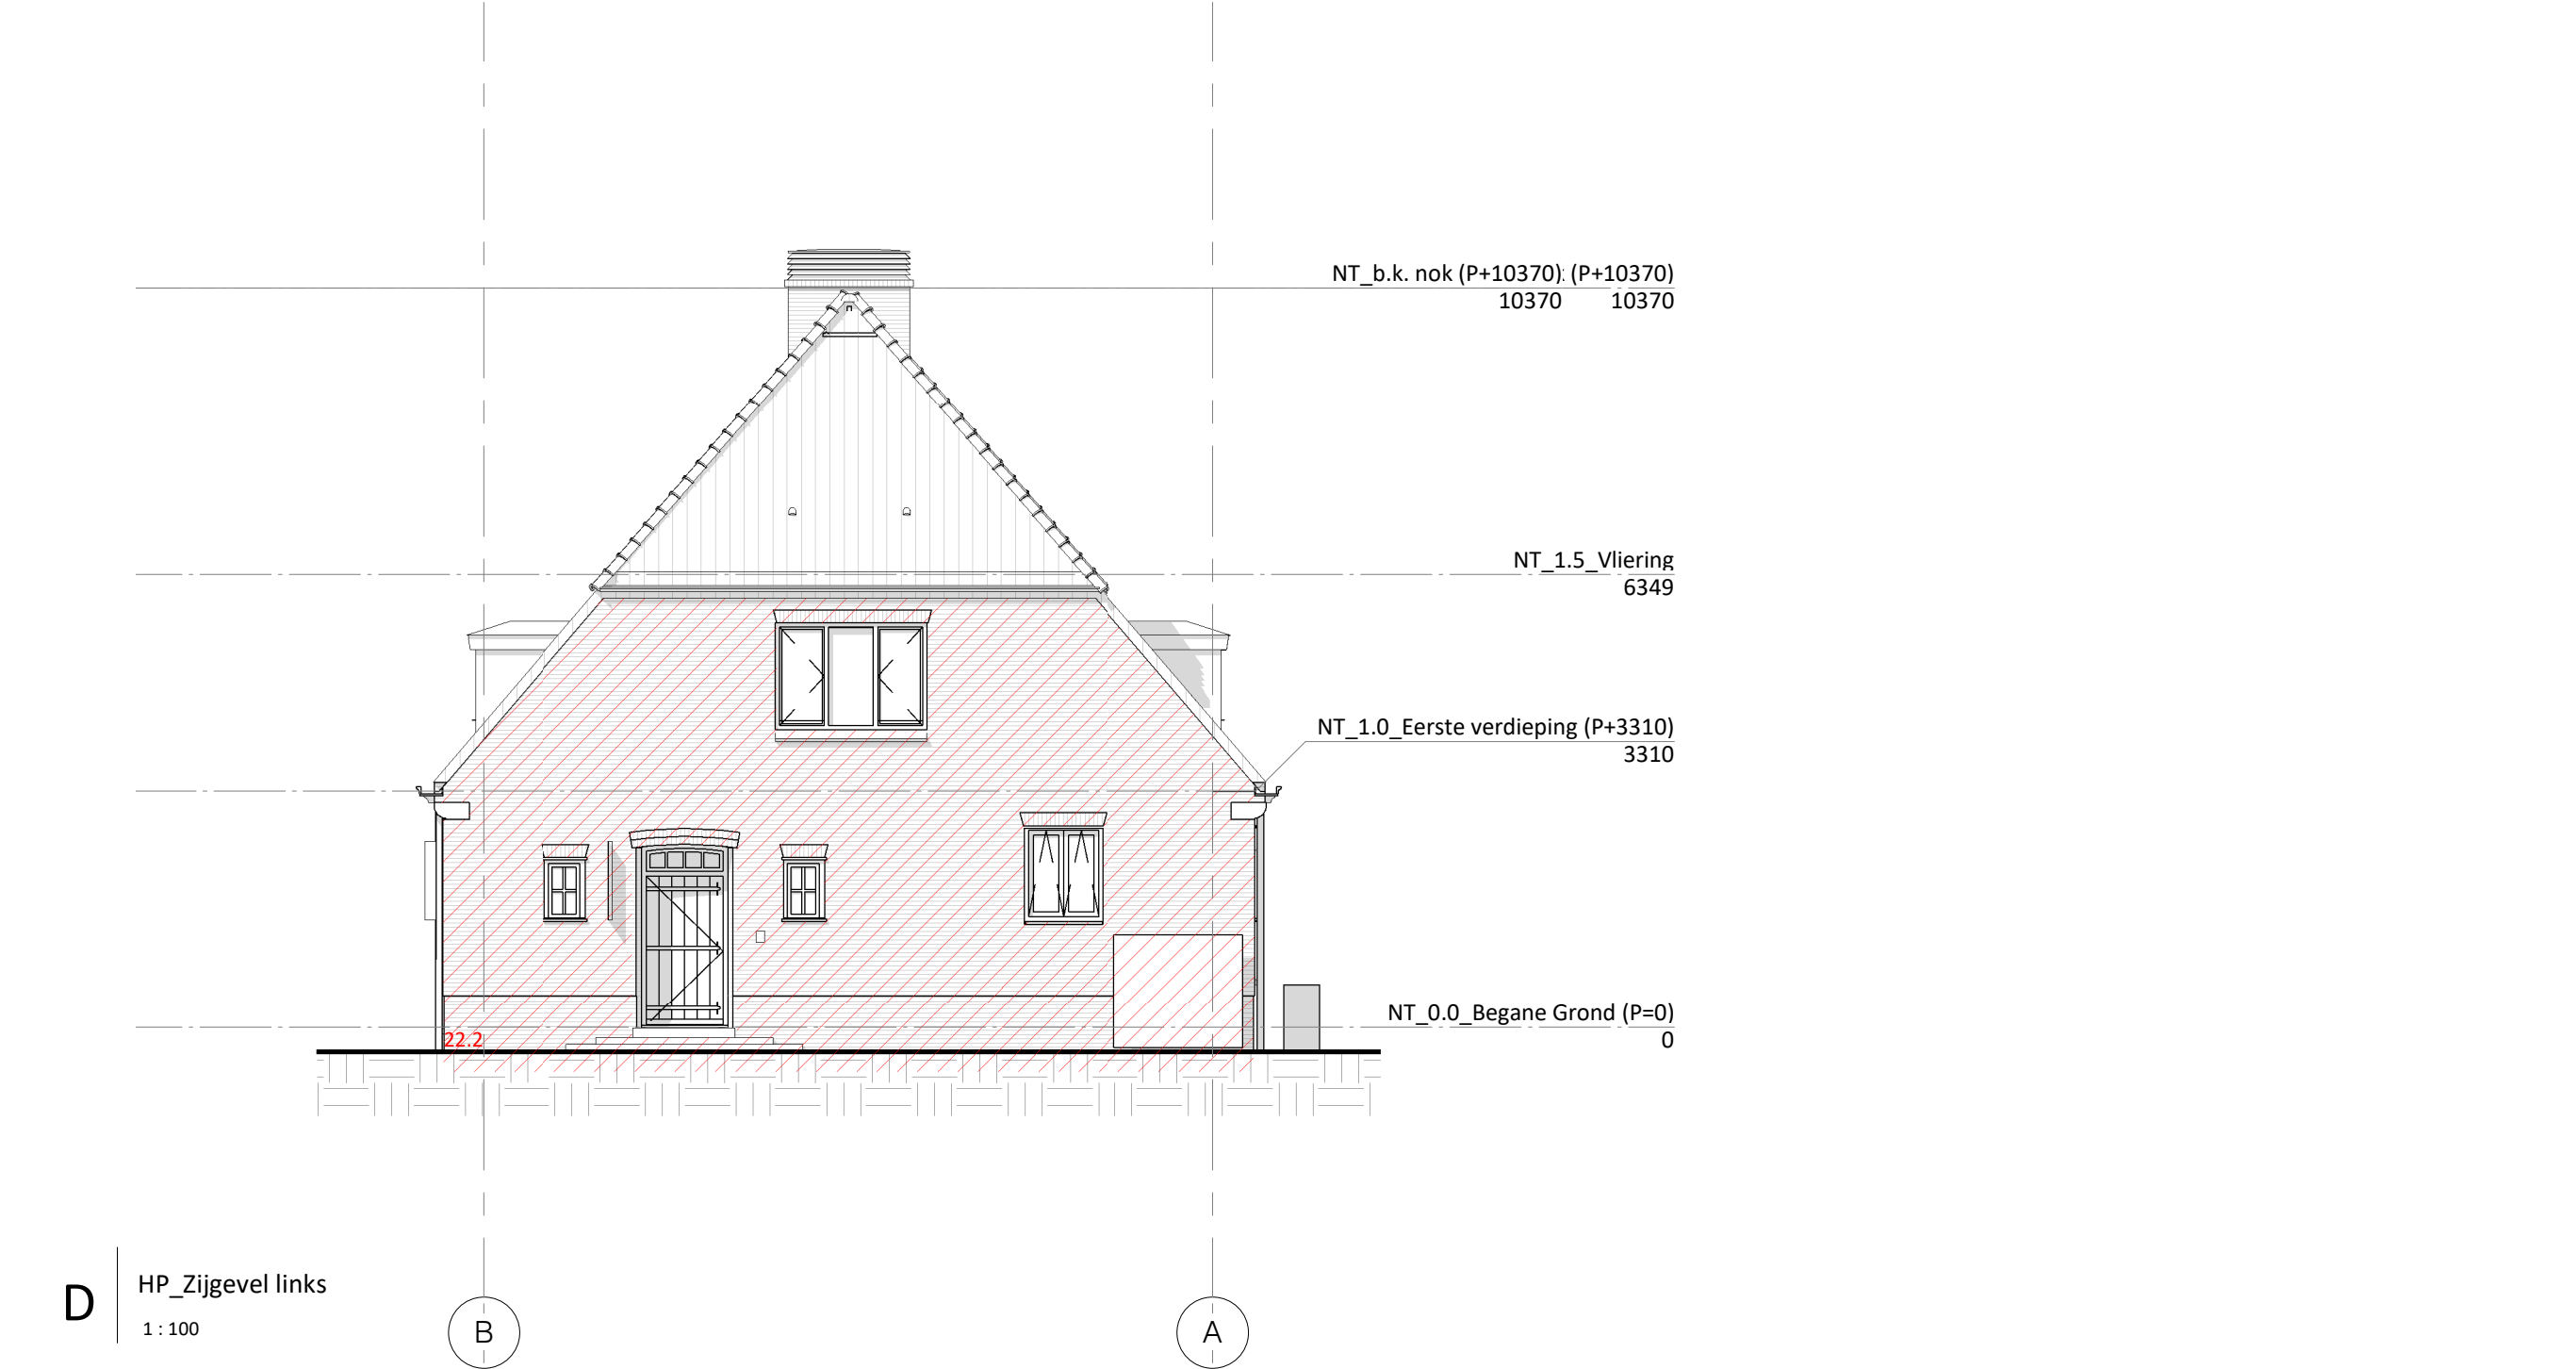 NT_b.k. nok (P+10370): (P+10370)
10370 10370
NT_1.5_Vliering
6349
NT_1.0_Eerste verdieping (P+3310)
3310
NT_0.0_Begane Grond (P=0)
0
22.2
D
HP_Zijgevel links
1 : 100
B
A